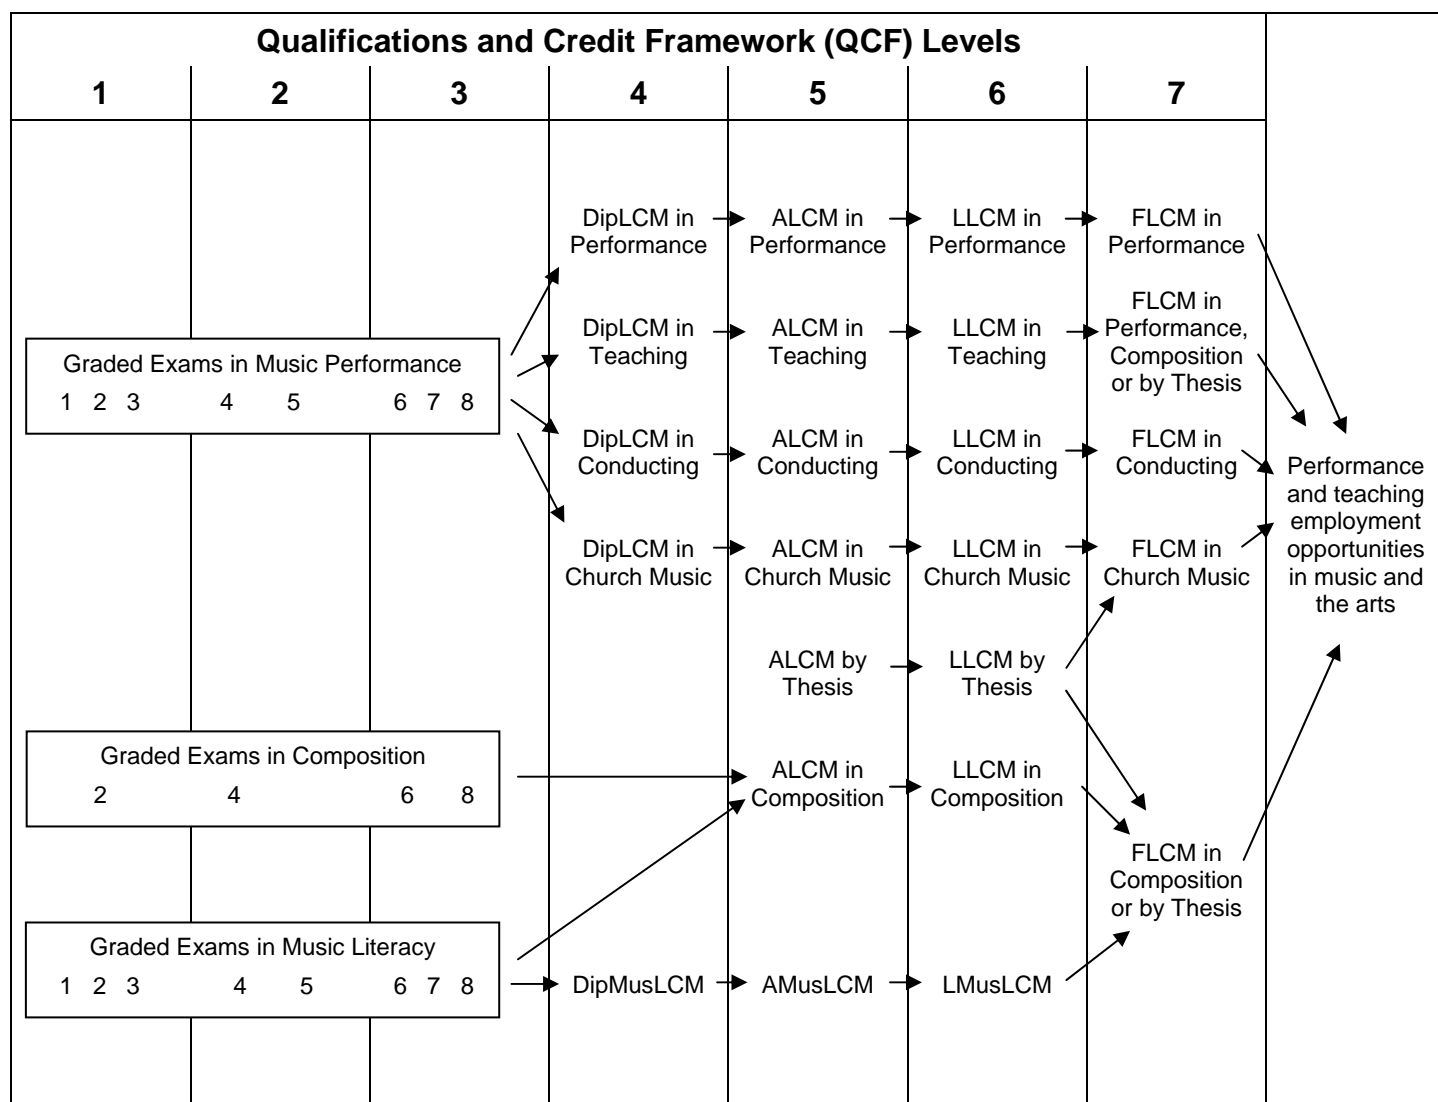 Qualifications and Credit Framework (QCF) Levels
1 2 3 4 5 6 7
DipLCM in
Performance
ALCM in
Performance
LLCM in
Performance
FLCM in
Performance
Graded Exams in Music Performance
1 2 3 4 5 6 7 8
DipLCM in
Teaching
ALCM in
Teaching
LLCM in
Teaching
FLCM in
Performance,
Composition
or by Thesis
DipLCM in
Conducting
ALCM in
Conducting
LLCM in
Conducting
FLCM in
Conducting
DipLCM in
Church Music
ALCM in
Church Music
LLCM in
Church Music
FLCM in
Church Music
Performance
and teaching
employment
opportunities
in music and
the arts
ALCM by
Thesis
LLCM by
Thesis
Graded Exams in Composition
2 4 6 8
ALCM in
Composition
LLCM in
Composition
FLCM in
Composition
or by Thesis
Graded Exams in Music Literacy
1 2 3 4 5 6 7 8
DipMusLCM
AMusLCM
LMusLCM